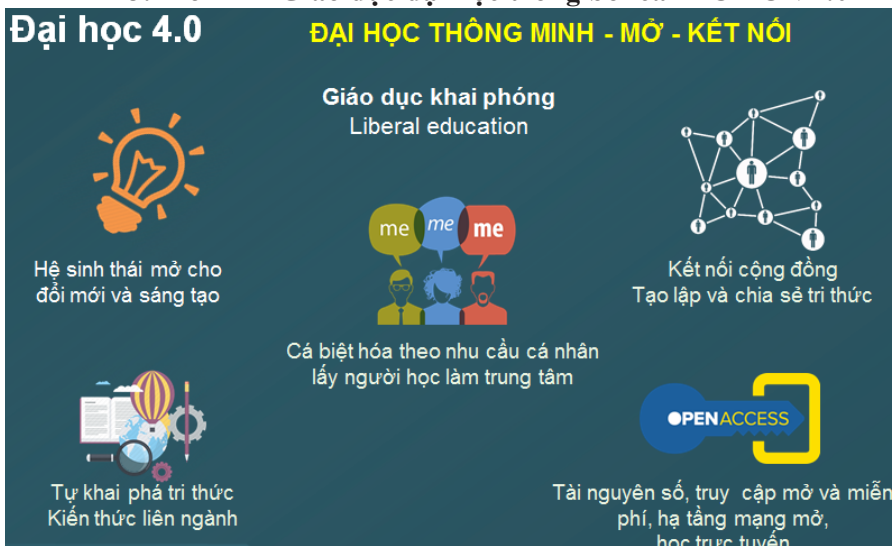 Đại học 4.0
ĐẠI HỌC THÔNG MINH - MỞ - KẾT NỐI
Giáo dục khai phóng
Liberal education
me me me
Hệ sinh thái mở cho
đổi mới và sáng tạo
Kết nối cộng đồng
Tạo lập và chia sẻ tri thức
Cá biệt hóa theo nhu cầu cá nhân
lấy người học làm trung tâm
OPENACCESS
Tự khai phá tri thức
Kiến thức liên ngành
Tài nguyên số, truy cập mở và miễn
phí, hạ tầng mạng mở,
học trực tuyến